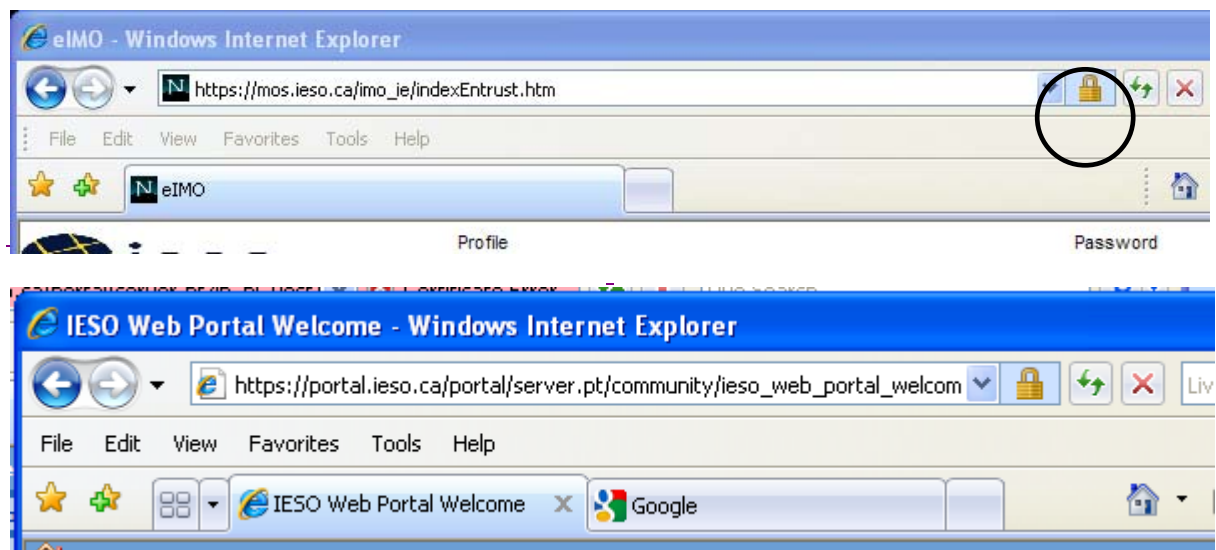 eIMO - Windows Internet Explorer
https://mos.ieso.ca/imo_ie/indexEntrust.htm
File Edit View Favorites Tools Help
eIMO
Profile Password
Certificate Error
IESO Web Portal Welcome - Windows Internet Explorer
https://portal.ieso.ca/portal/server.pt/community/ieso_web_portal_welcom
Liv
File Edit View Favorites Tools Help
IESO Web Portal Welcome Google